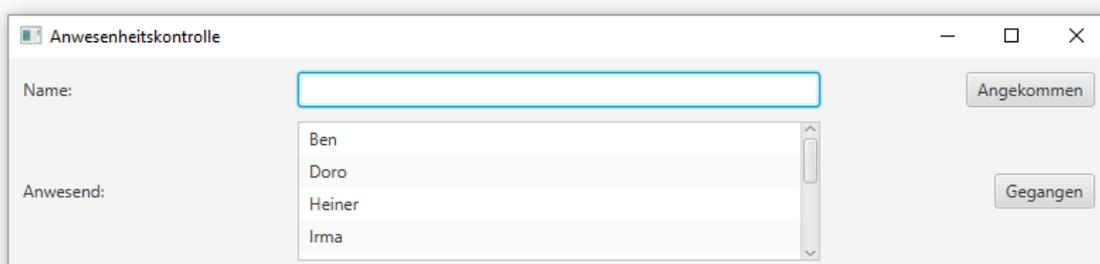 Anwesenheitskontrolle
Name:
Angekommen
Ben
Doro
Anwesend:
Gegangen
Heiner
Irma